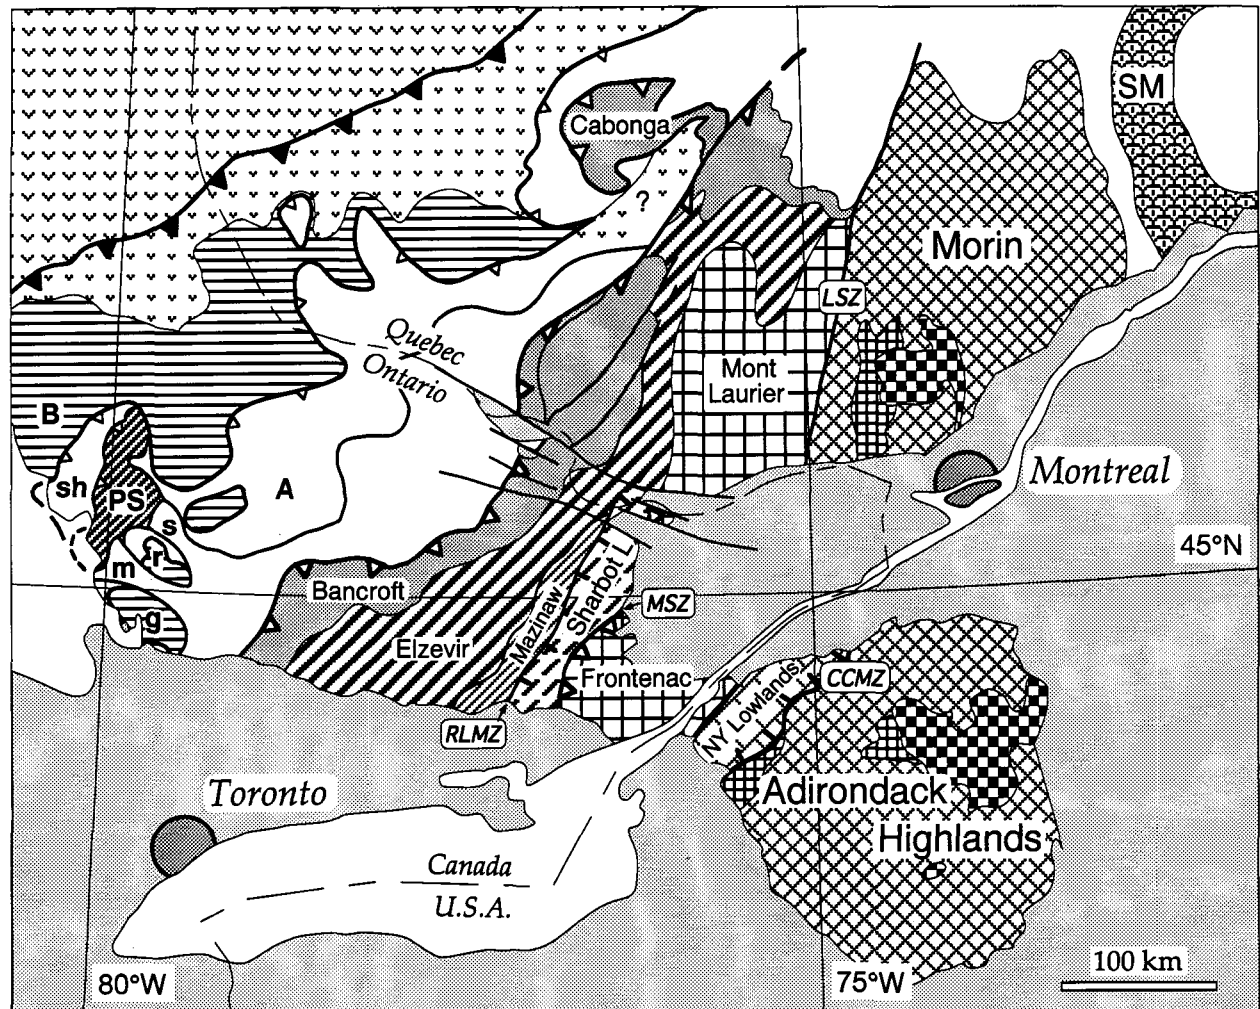 SM
Cabonga
?
Morin
LSZ
Quebec
Ontario
Mont
Laurier
B
sh
PS
A
s
r
m
g
Montreal
45°N
Bancroft
Elzevir
Mazinaw
Sharbot L
MSZ
Frontenac
RLMZ
NY Lowlands
CCMZ
Toronto
Adirondack
Highlands
Canada
U.S.A.
80°W
75°W
100 km